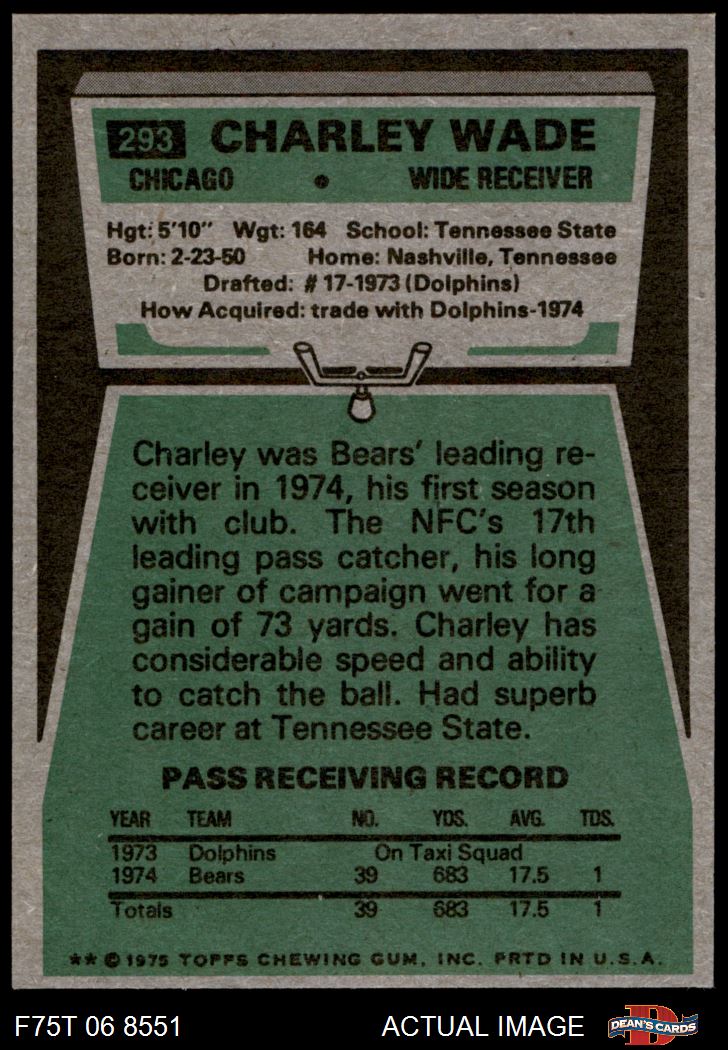 293 CHARLEY WADE
CHICAGO • WIDE RECEIVER
Hgt: 5'10" Wgt: 164 School: Tennessee State
Born: 2-23-50 Home: Nashville, Tennessee
Drafted: #17-1973 (Dolphins)
How Acquired: trade with Dolphins-1974
Charley was Bears' leading re-
ceiver in 1974, his first season
with club. The NFC's 17th
leading pass catcher, his long
gainer of campaign went for a
gain of 73 yards. Charley has
considerable speed and ability
to catch the ball. Had superb
career at Tennessee State.
PASS RECEIVING RECORD
YEAR TEAM NO. YDS. AVG. TDS.
1973 Dolphins On Taxi Squad
1974 Bears 39 683 17.5 1
Totals 39 683 17.5 1
** © 1975 TOPPS CHEWING GUM, INC. PRTD IN U.S.A.
F75T 06 8551 ACTUAL IMAGE D DEAN'S CARDS